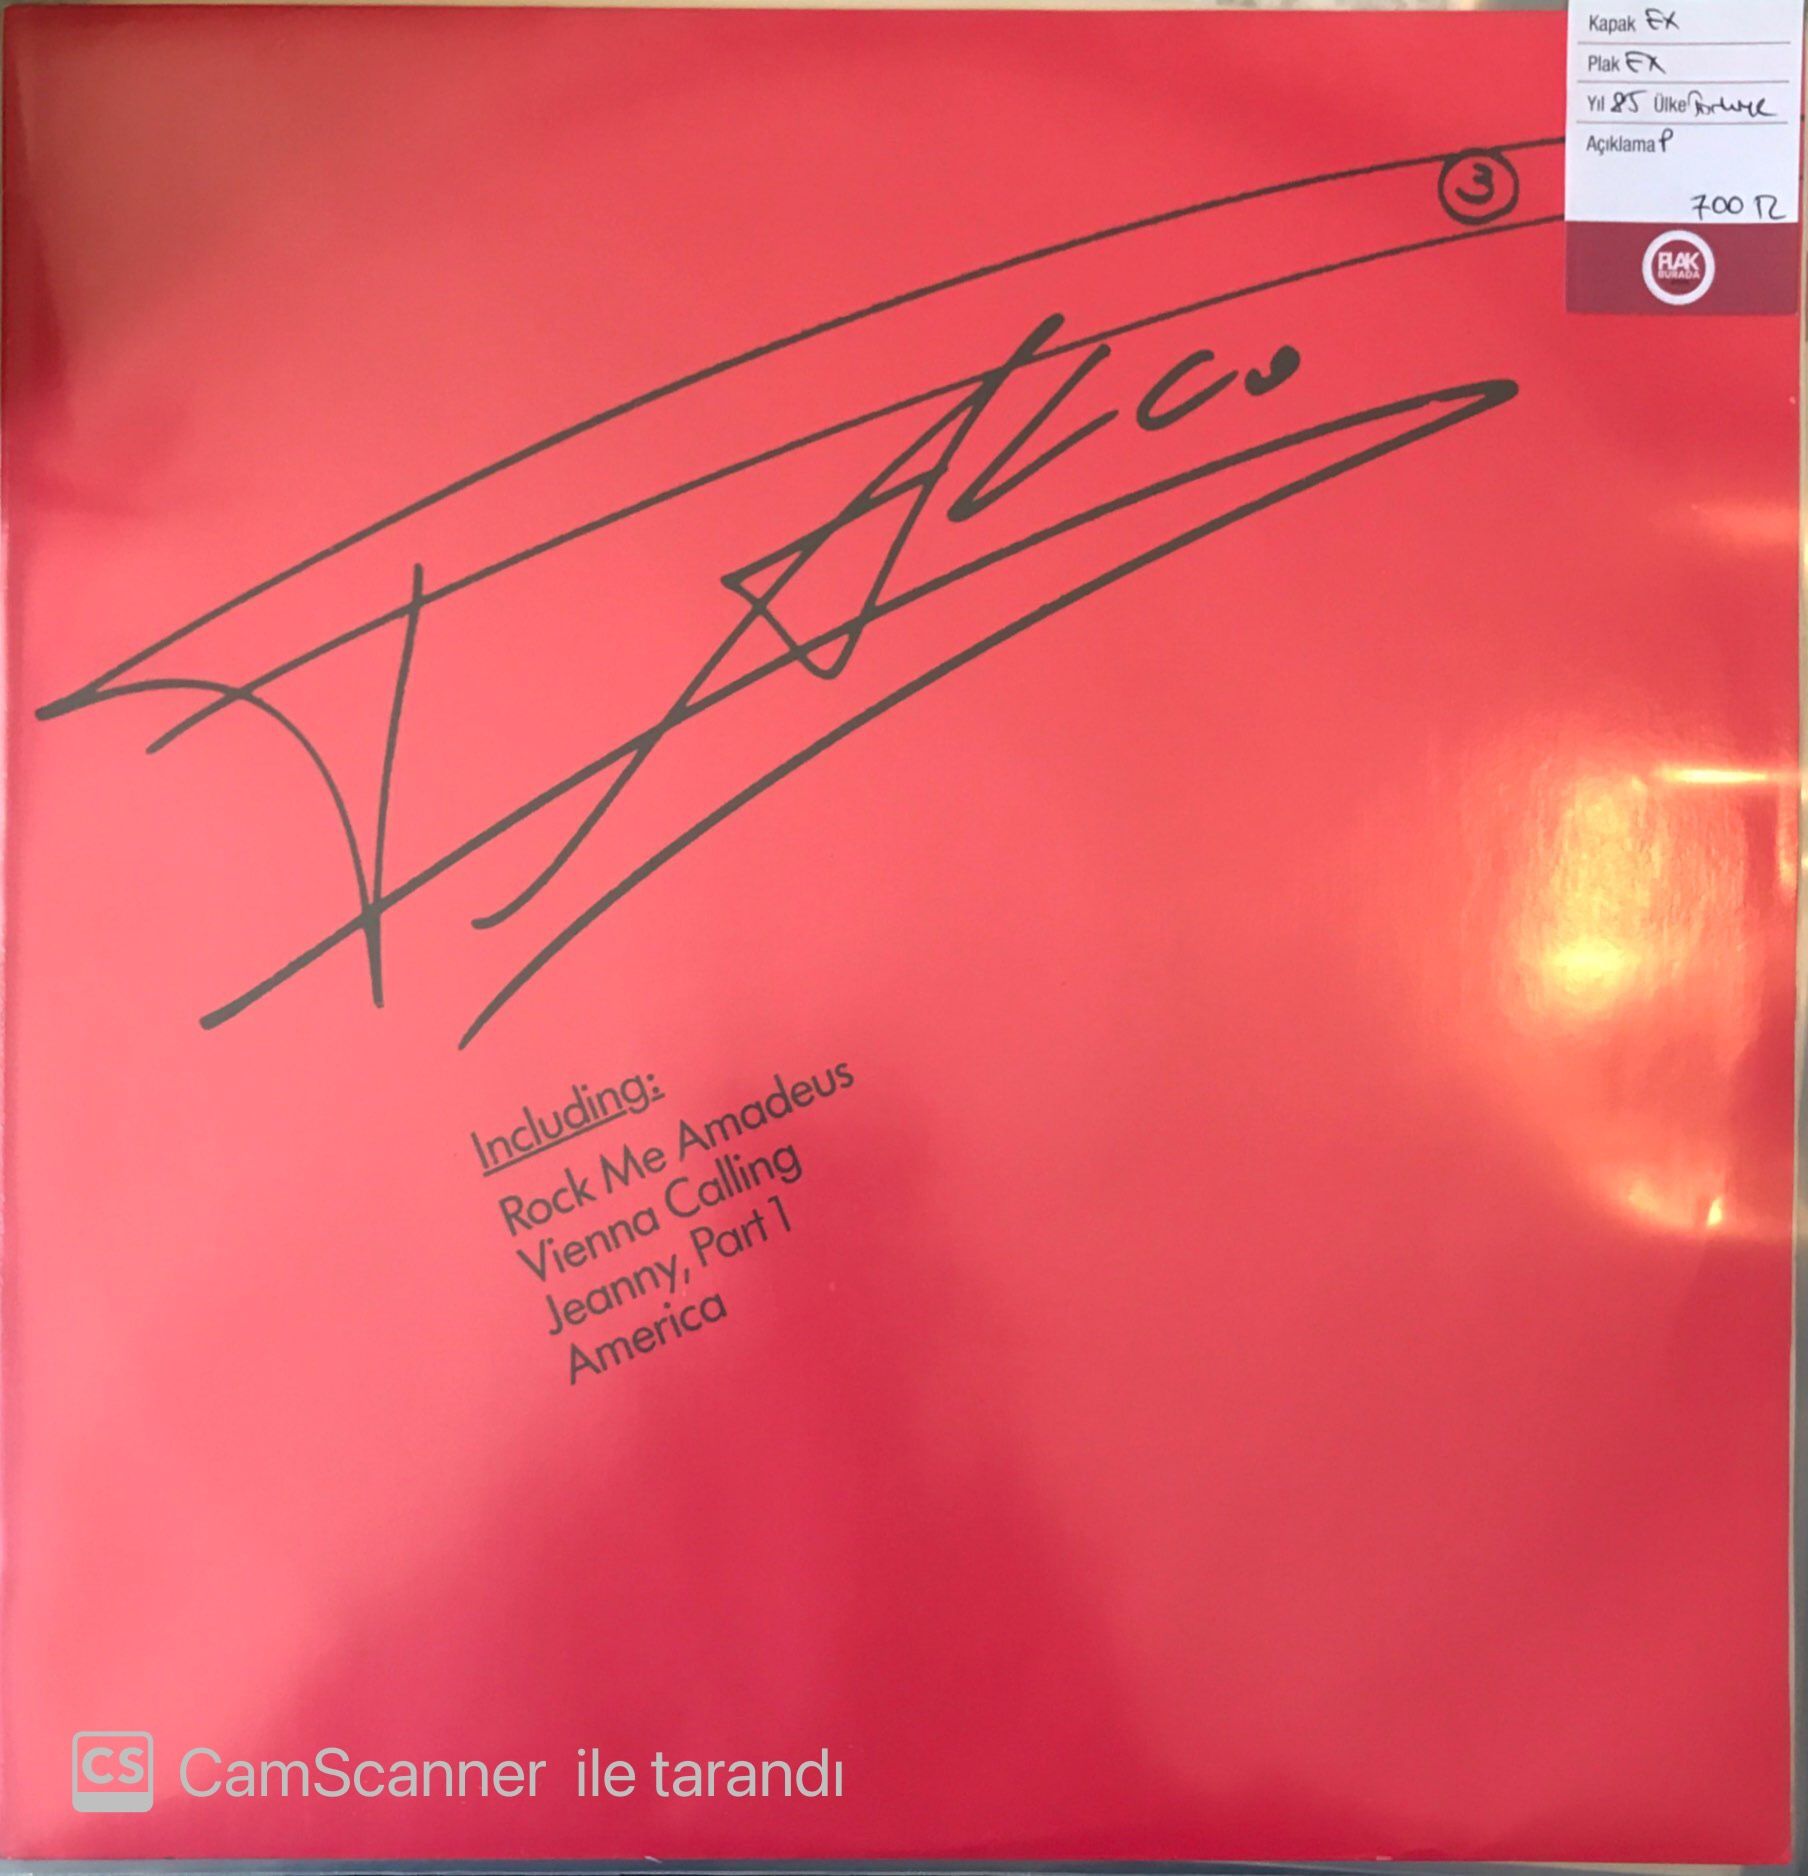 Kapak EX
Plak EX
Yıl 85 Ülke
Açıklama P
700 TL
PLAK
BURADA
3
FALCO
Including:
Rock Me Amadeus
Vienna Calling
Jeanny, Part 1
America
CS CamScanner ile tarandı